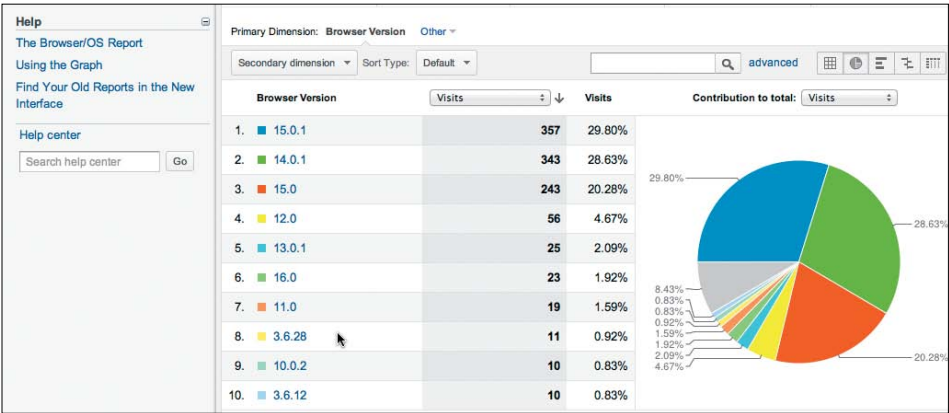 Help
The Browser/OS Report
Using the Graph
Find Your Old Reports in the New
Interface
Help center
Search help center Go
Primary Dimension: Browser Version Other
Secondary dimension Sort Type: Default advanced
Browser Version Visits Visits Contribution to total: Visits
1. 15.0.1 357 29.80%
2. 14.0.1 343 28.63%
3. 15.0 243 20.28%
4. 12.0 56 4.67%
5. 13.0.1 25 2.09%
6. 16.0 23 1.92%
7. 11.0 19 1.59%
8. 3.6.28 11 0.92%
9. 10.0.2 10 0.83%
10. 3.6.12 10 0.83%
29.80%
28.63%
8.43%
0.83%
0.83%
0.92%
1.59%
1.92%
2.09%
4.67%
20.28%